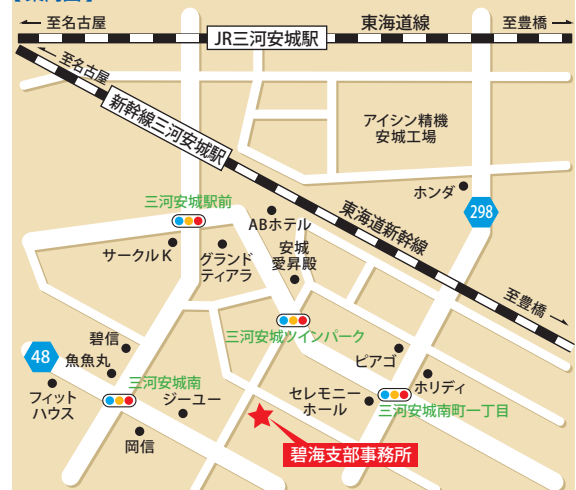 至名古屋
東海道線
至豊橋
JR三河安城駅
至名古屋
新幹線三河安城駅
アイシン精機
安城工場
ホンダ
298
三河安城駅前
ABホテル
東海道新幹線
サークルK
グランド
ティアラ
安城
愛昇殿
至豊橋
三河安城ツインパーク
碧信
48
魚魚丸
ピアゴ
フィット
ハウス
三河安城南
ジーユー
セレモニー
ホール
ホリディ
三河安城南町一丁目
岡信
碧海支部事務所